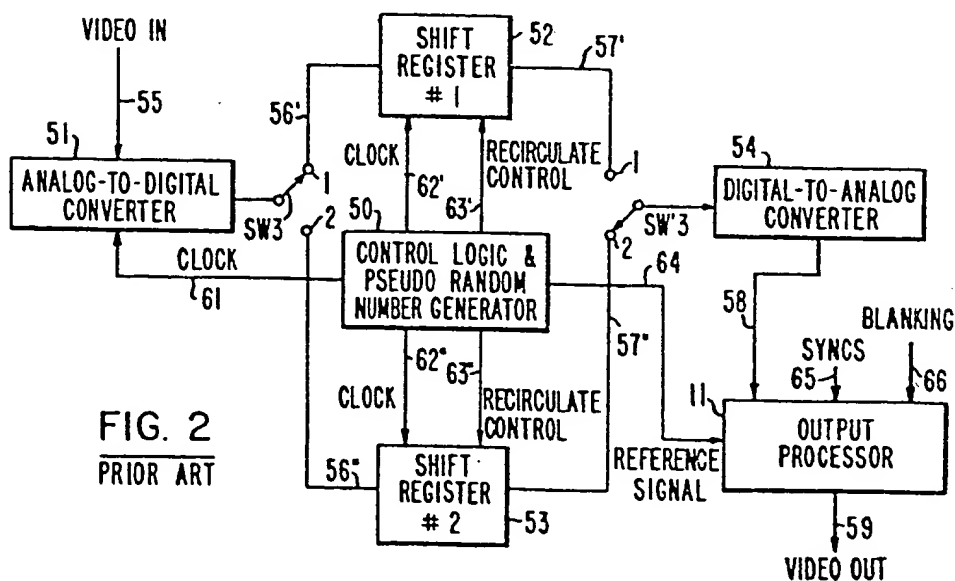 VIDEO IN
55
51
ANALOG-TO-DIGITAL
CONVERTER
CLOCK
61
SW3
1
2
56'
SHIFT
REGISTER
# 1
52
57'
CLOCK
62'
RECIRCULATE
CONTROL
63'
50
CONTROL LOGIC &
PSEUDO RANDOM
NUMBER GENERATOR
64
62"
63"
CLOCK
RECIRCULATE
CONTROL
56"
SHIFT
REGISTER
# 2
53
57"
1
2
SW'3
54
DIGITAL-TO-ANALOG
CONVERTER
58
BLANKING
SYNCS
65
66
11
OUTPUT
PROCESSOR
REFERENCE
SIGNAL
59
VIDEO OUT
FIG. 2
PRIOR ART